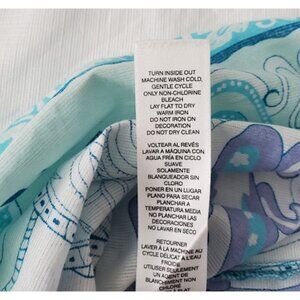 TURN INSIDE OUT
MACHINE WASH COLD,
GENTLE CYCLE
ONLY NON-CHLORINE
BLEACH
LAY FLAT TO DRY
WARM IRON
DO NOT IRON ON
DECORATION
DO NOT DRY CLEAN
VOLTEAR AL REVÉS
LAVAR A MÁQUINA CON
AGUA FRÍA EN CICLO
SUAVE
SOLAMENTE
BLANQUEADOR SIN
CLORO
PONER EN UN LUGAR
PLANO PARA SECAR
PLANCHAR A
TEMPERATURA MEDIA
NO PLANCHAR LAS
DECORACIONES
NO LAVAR EN SECO
RETOURNER
LAVER À LA MACHINE AU
CYCLE DÉLICAT À L'EAU
FROIDE
UTILISER SEULEMENT
UN AGENT DE
BLANCHIMENT NON
CHLORÉ